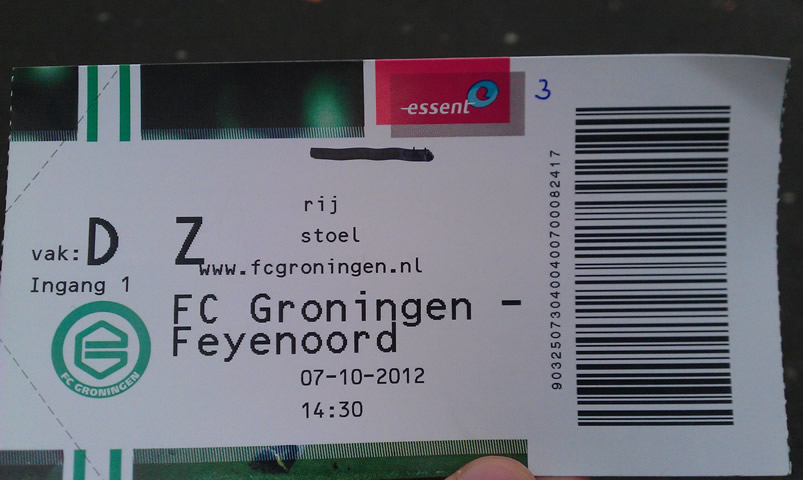 essent
3
rij
stoel
vak: D Z
www.fcgroningen.nl
Ingang 1
FC Groningen -
Feyenoord
FC GRONINGEN
07-10-2012
14:30
903250730400400700082417